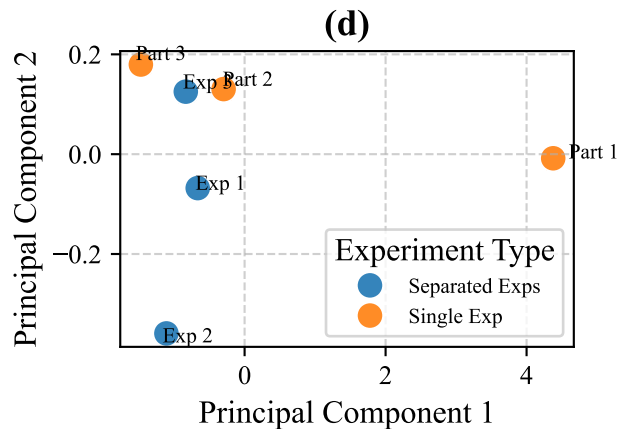 (d)
Principal Component 2
0.2
0.0
−0.2
Part 3
Exp 3
Part 2
Part 1
Exp 1
Exp 2
Experiment Type
Separated Exps
Single Exp
0
2
4
Principal Component 1